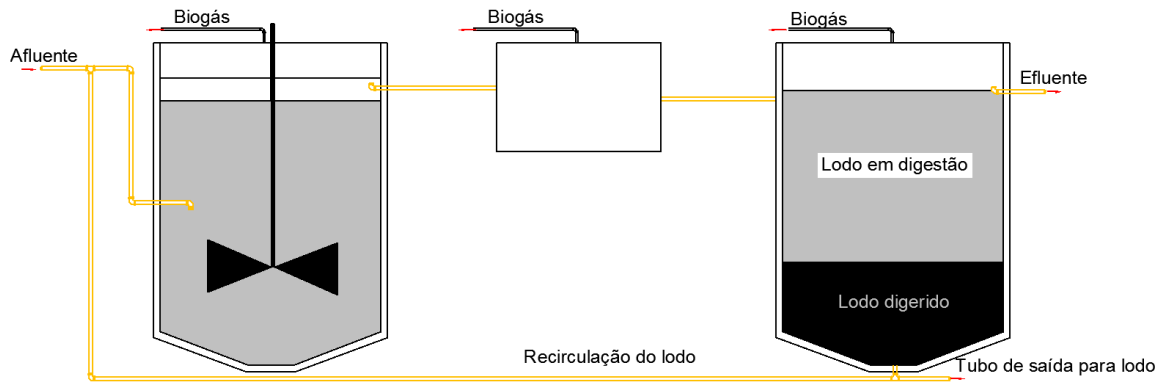 Biogás
Biogás
Biogás
Afluente
Efluente
Lodo em digestão
Lodo digerido
Recirculação do lodo
Tubo de saída para lodo